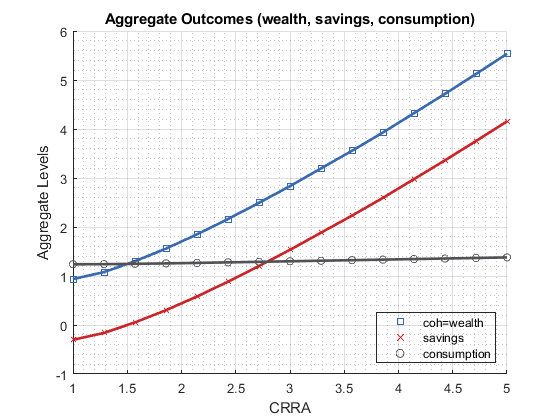 Aggregate Outcomes (wealth, savings, consumption)
Aggregate Levels
6
5
4
3
2
1
0
-1
1
1.5
2
2.5
3
3.5
4
4.5
5
CRRA
coh=wealth
savings
consumption